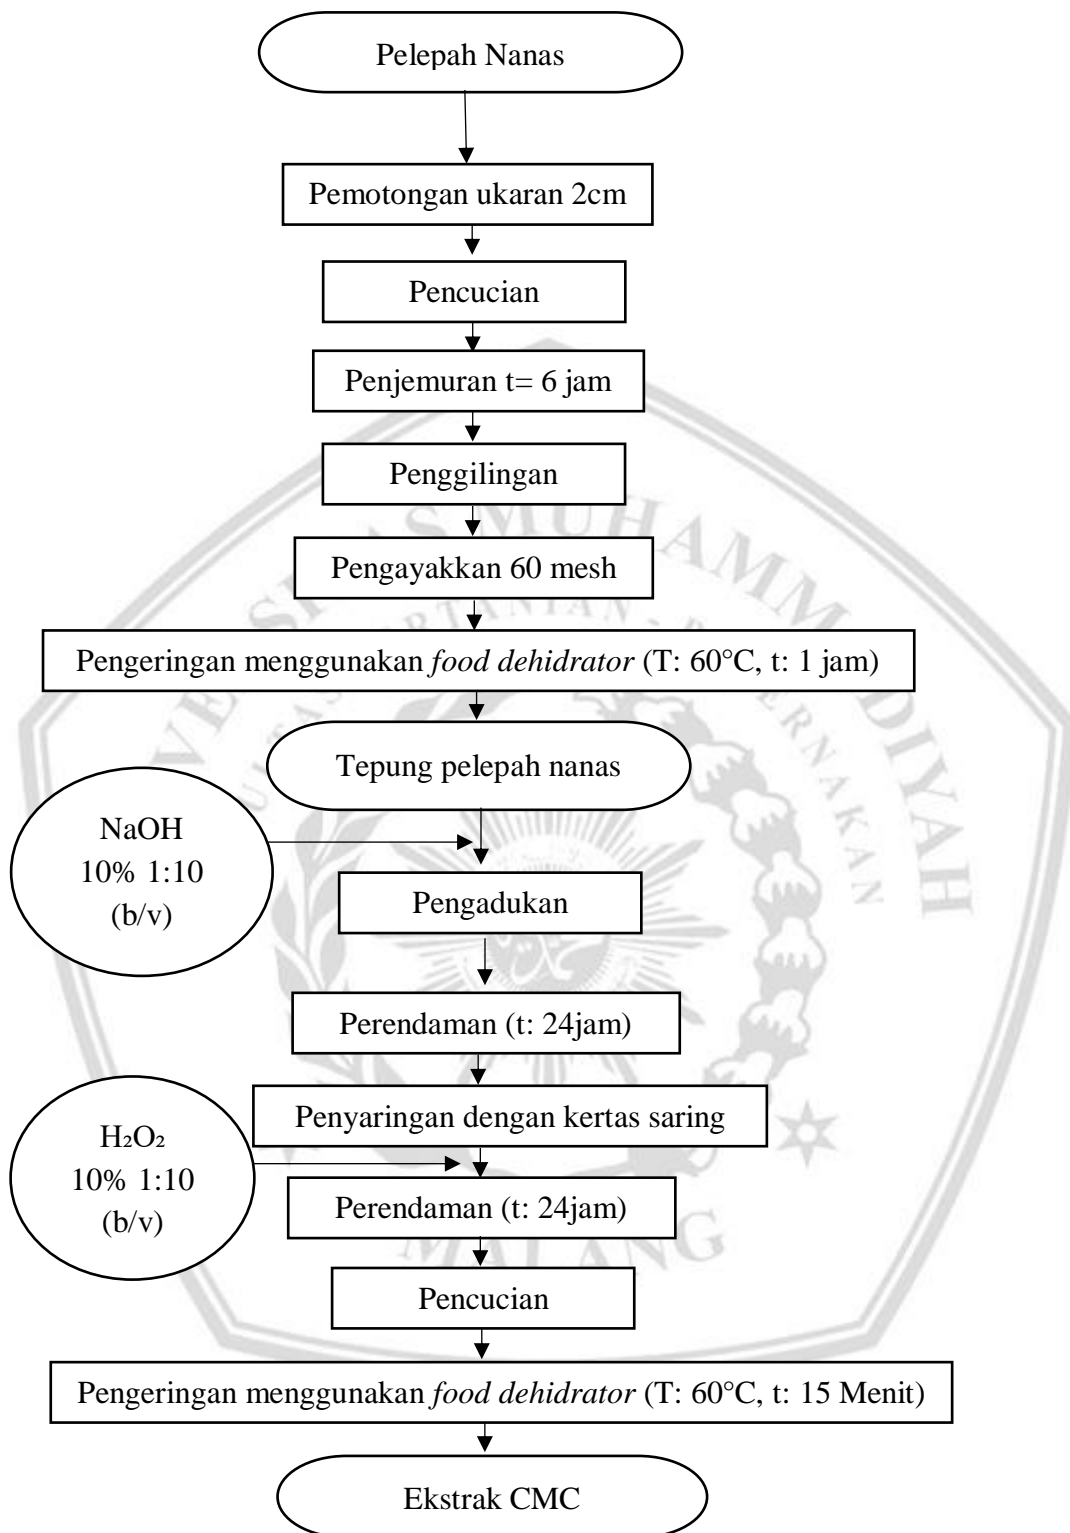 Pelepah Nanas
Pemotongan ukaran 2cm
Pencucian
Penjemuran t= 6 jam
Penggilingan
Pengayakkan 60 mesh
Pengeringan menggunakan food dehidrator (T: 60°C, t: 1 jam)
Tepung pelepah nanas
NaOH
10% 1:10
(b/v)
Pengadukan
Perendaman (t: 24jam)
Penyaringan dengan kertas saring
H₂O₂
10% 1:10
(b/v)
Perendaman (t: 24jam)
Pencucian
Pengeringan menggunakan food dehidrator (T: 60°C, t: 15 Menit)
Ekstrak CMC
MUHAMMADIYAH
MALANG